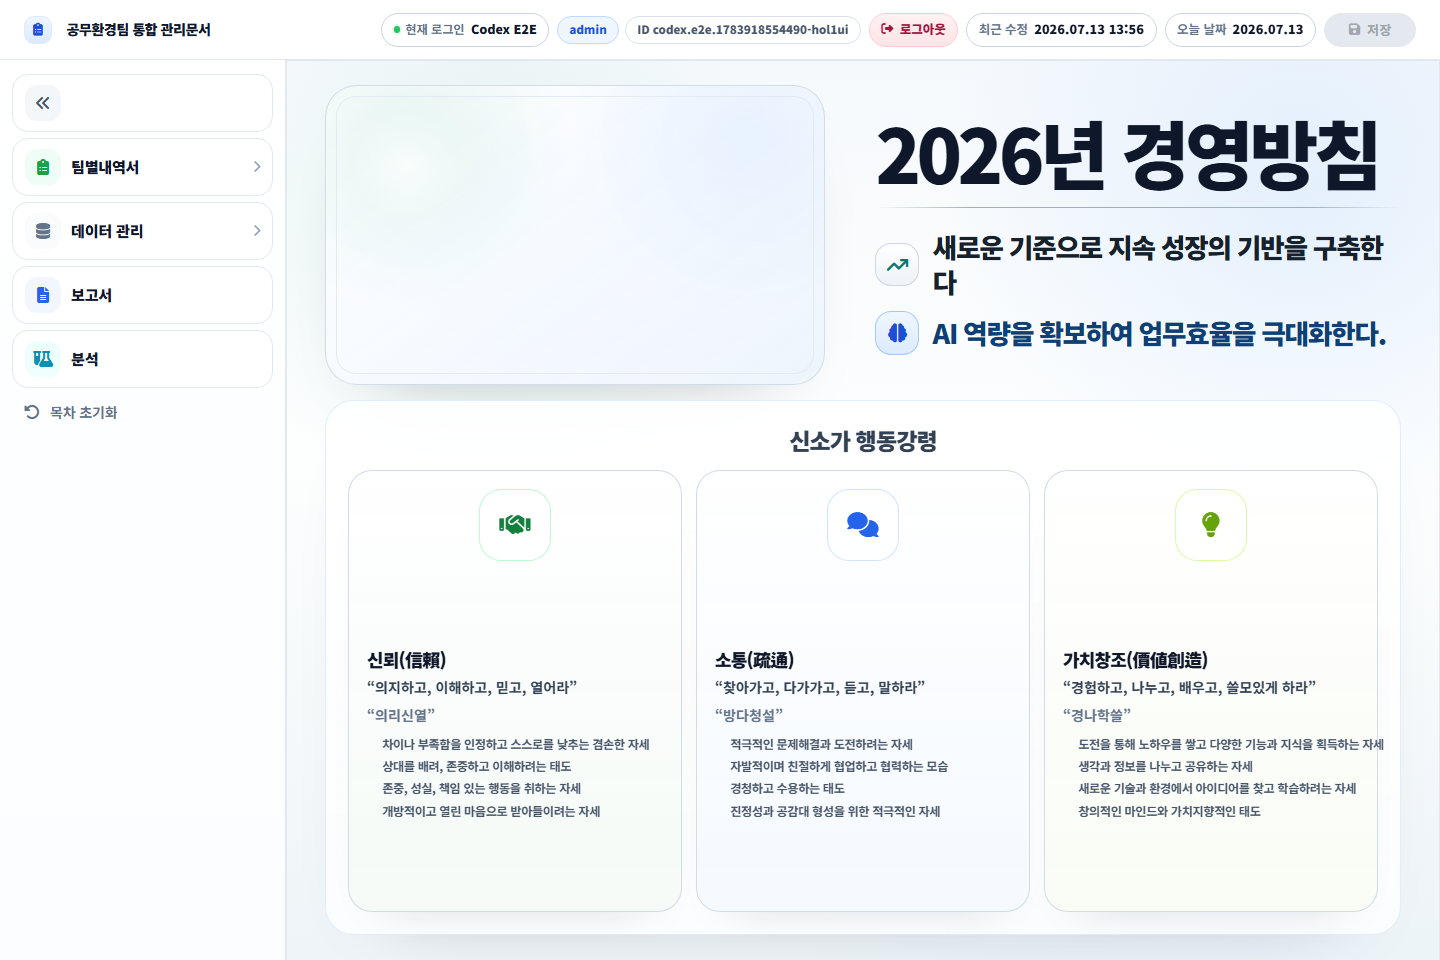 공무환경팀 통합 관리문서
현재 로그인 Codex E2E
admin
ID codex.e2e.1783918554490-hol1ui
로그아웃
최근 수정 2026.07.13 13:56
오늘 날짜 2026.07.13
저장
팀별내역서
데이터 관리
보고서
분석
목차 초기화
2026년 경영방침
새로운 기준으로 지속 성장의 기반을 구축한
다
AI 역량을 확보하여 업무효율을 극대화한다.
신소가 행동강령
신뢰(信賴)
“의지하고, 이해하고, 믿고, 열어라”
“의리신열”
차이나 부족함을 인정하고 스스로를 낮추는 겸손한 자세
상대를 배려, 존중하고 이해하려는 태도
존중, 성실, 책임 있는 행동을 취하는 자세
개방적이고 열린 마음으로 받아들이려는 자세
소통(疏通)
“찾아가고, 다가가고, 듣고, 말하라”
“방다청설”
적극적인 문제해결과 도전하려는 자세
자발적이며 친절하게 협업하고 협력하는 모습
경청하고 수용하는 태도
진정성과 공감대 형성을 위한 적극적인 자세
가치창조(價値創造)
“경험하고, 나누고, 배우고, 쓸모있게 하라”
“경나학쓸”
도전을 통해 노하우를 쌓고 다양한 기능과 지식을 획득하는 자세
생각과 정보를 나누고 공유하는 자세
새로운 기술과 환경에서 아이디어를 찾고 학습하려는 자세
창의적인 마인드와 가치지향적인 태도